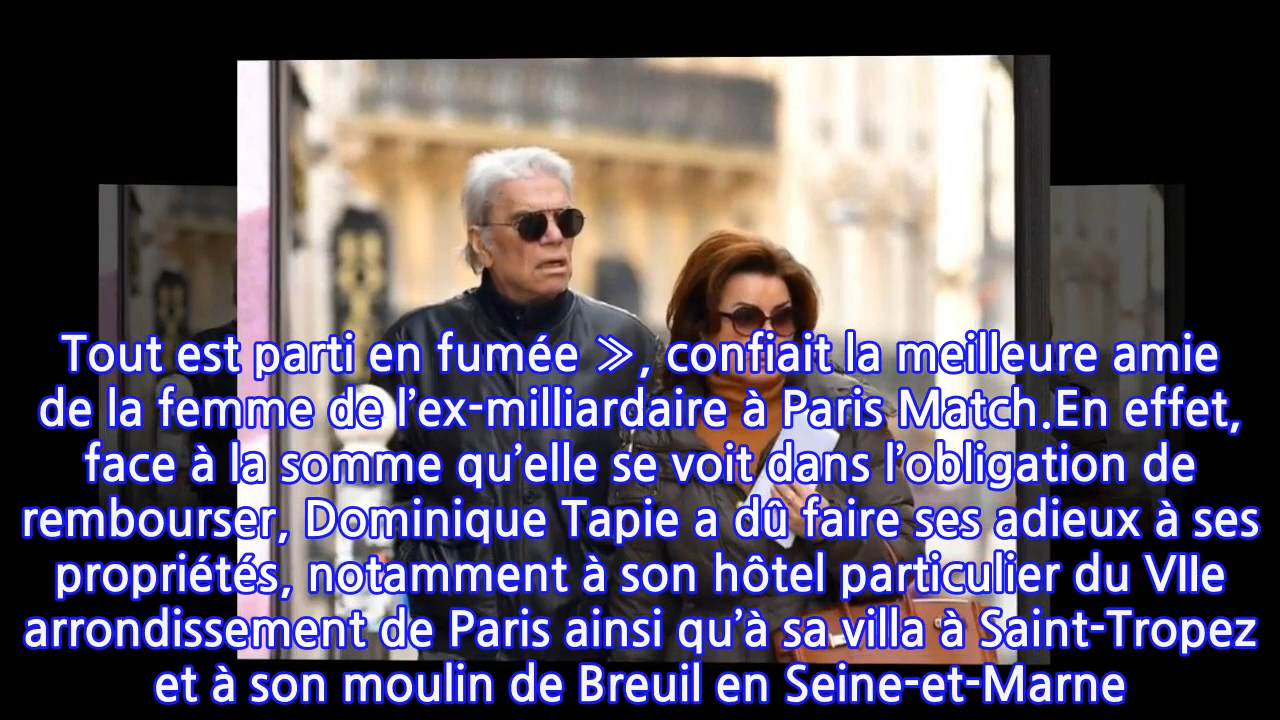 Tout est parti en fumée ≫, confiait la meilleure amie
de la femme de l’ex-milliardaire à Paris Match.En effet,
face à la somme qu’elle se voit dans l’obligation de
rembourser, Dominique Tapie a dû faire ses adieux à ses
propriétés, notamment à son hôtel particulier du VIIe
arrondissement de Paris ainsi qu’à sa villa à Saint-Tropez
et à son moulin de Breuil en Seine-et-Marne